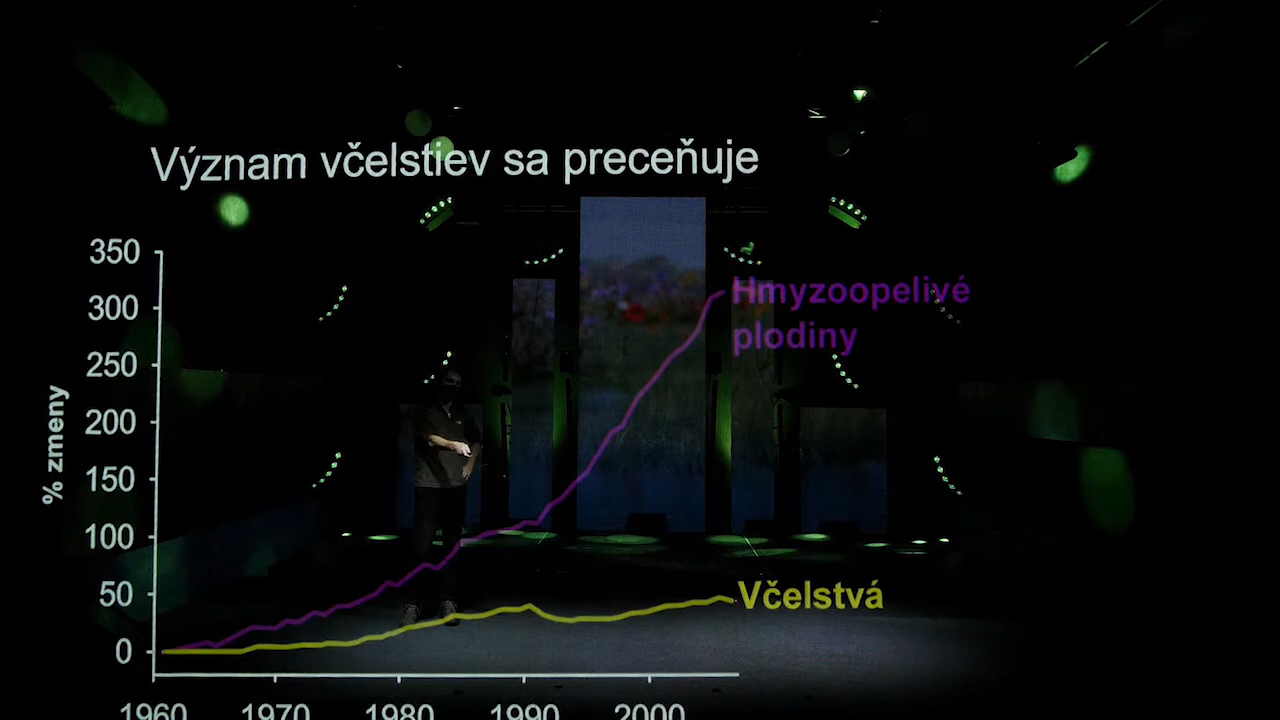 Význam včelstiev sa preceňuje
350
300
250
200
150
100
50
0
% zmeny
Hmyzoopelivé
plodiny
Včelstvá
1960 1970 1980 1990 2000